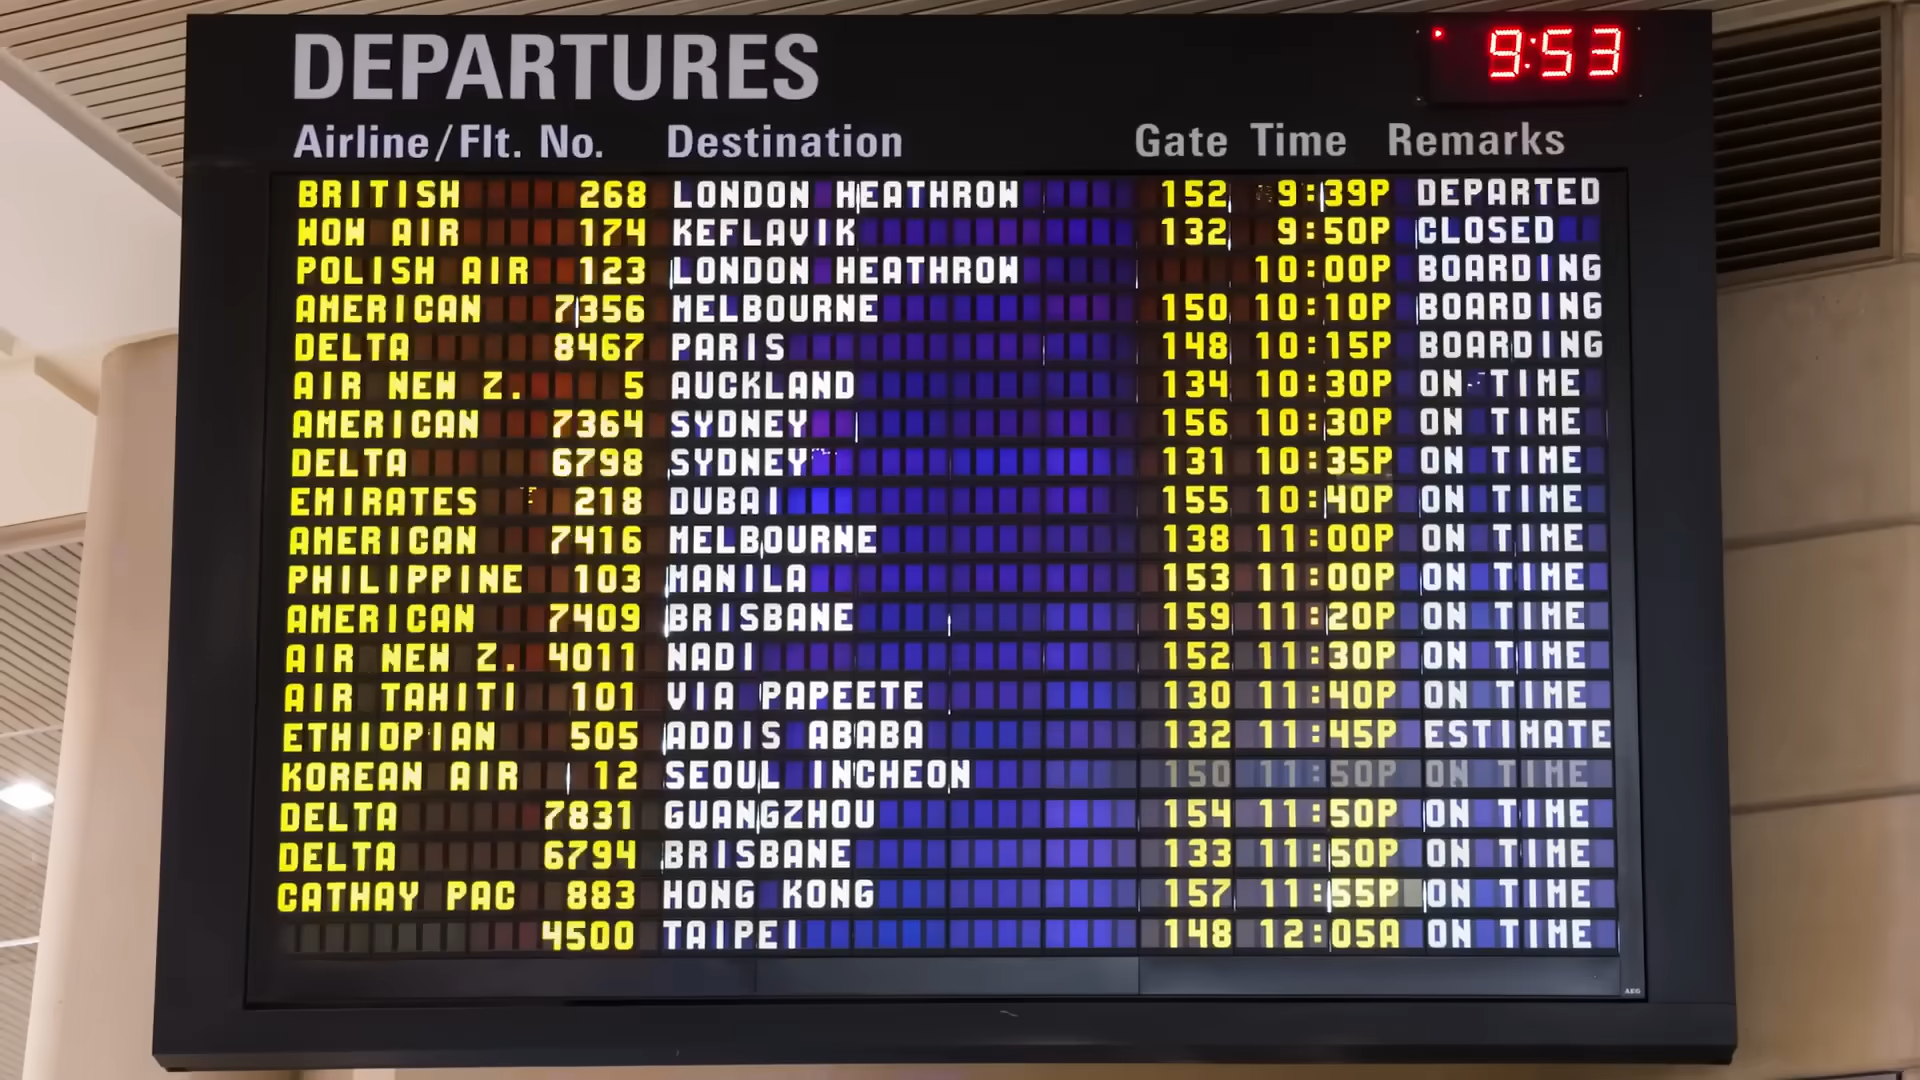 DEPARTURES 9:53
Airline/Flt. No. Destination Gate Time Remarks
BRITISH 268 LONDON HEATHROW 152 9:39P DEPARTED
WOW AIR 174 KEFLAVIK 132 9:50P CLOSED
POLISH AIR 123 LONDON HEATHROW 10:00P BOARDING
AMERICAN 7356 MELBOURNE 150 10:10P BOARDING
DELTA 8467 PARIS 148 10:15P BOARDING
AIR NEW Z. 5 AUCKLAND 134 10:30P ON TIME
AMERICAN 7364 SYDNEY 156 10:30P ON TIME
DELTA 6798 SYDNEY 131 10:35P ON TIME
EMIRATES 218 DUBAI 155 10:40P ON TIME
AMERICAN 7416 MELBOURNE 138 11:00P ON TIME
PHILIPPINE 103 MANILA 153 11:00P ON TIME
AMERICAN 7409 BRISBANE 159 11:20P ON TIME
AIR NEW Z. 4011 NADI 152 11:30P ON TIME
AIR TAHITI 101 VIA PAPEETE 130 11:40P ON TIME
ETHIOPIAN 505 ADDIS ABABA 132 11:45P ESTIMATE
KOREAN AIR 12 SEOUL INCHEON 150 11:50P ON TIME
DELTA 7831 GUANGZHOU 154 11:50P ON TIME
DELTA 6794 BRISBANE 133 11:50P ON TIME
CATHAY PAC 883 HONG KONG 157 11:55P ON TIME
4500 TAIPEI 148 12:05A ON TIME
AEG